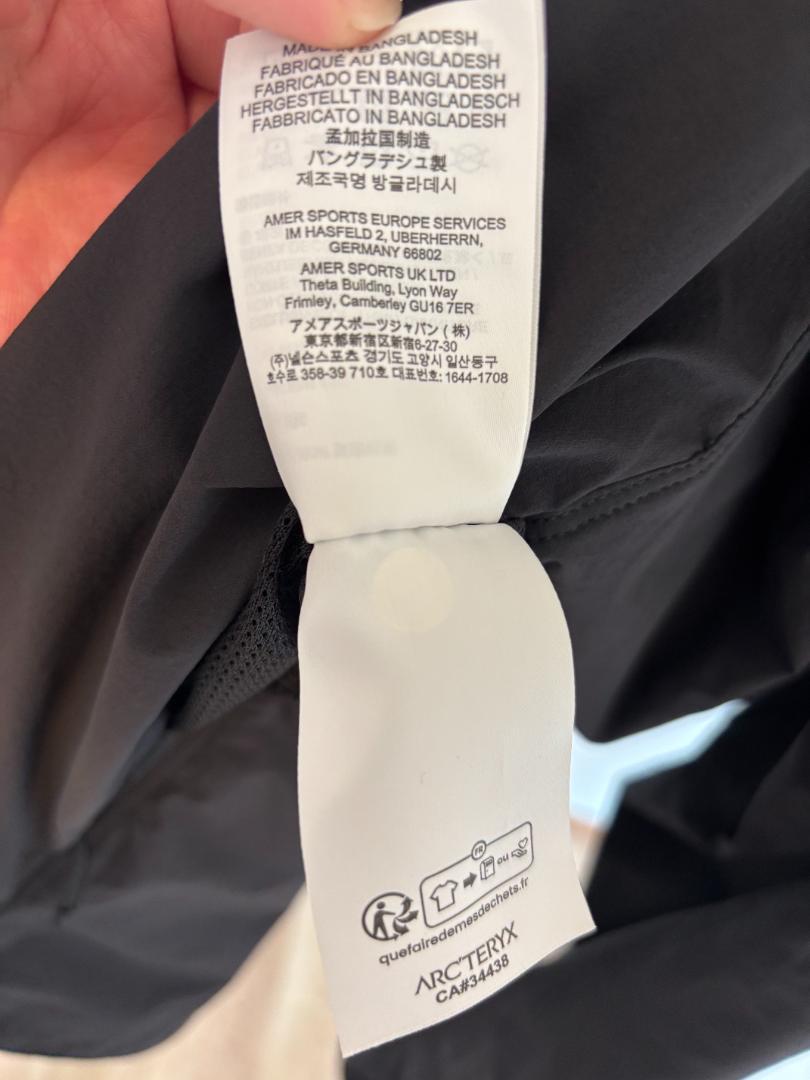 MADE IN BANGLADESH
FABRIQUÉ AU BANGLADESH
FABRICADO EN BANGLADESH
HERGESTELLT IN BANGLADESCH
FABBRICATO IN BANGLADESH
孟加拉国制造
バングラデシュ製
제조국명 방글라데시
AMER SPORTS EUROPE SERVICES
IM HASFELD 2, UBERHERRN,
GERMANY 66802
AMER SPORTS UK LTD
Theta Building, Lyon Way
Frimley, Camberley GU16 7ER
アメアスポーツジャパン (株)
東京都新宿区新宿6-27-30
(주)넬슨스포츠 경기도 고양시 일산동구
호수로 358-39 710호 대표번호: 1644-1708
FR
ou
quefairedemesdechets.fr
ARC'TERYX
CA#34438